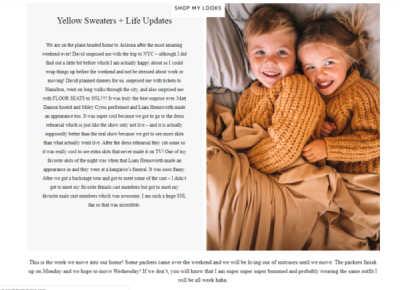 SHOP MY LOOKS
Yellow Sweaters + Life Updates
We are on the plane headed home to Arizona after the most amazing
weekend ever! David surprised me with the trip to NYC – although I did
find out a little bit before which I am actually happy about so I could
wrap things up before the weekend and not be stressed about work or
moving! David planned dinners for us, surprised me with tickets to
Hamilton, went on long walks through the city, and also surprised me
with FLOOR SEATS to SNL!!!! It was truly the best surprise ever. Matt
Damon hosted and Miley Cyrus performed and Liam Hemsworth made
an appearance too. It was super cool because we got to go to the dress
rehearsal which is just like the show only not live – and it is actually
supposedly better than the real show because we got to see more skits
than what actually went live. After the dress rehearsal they cut some so
it was really cool to see extra skits that never made it on TV! One of my
favorite skits of the night was when that Liam Hemsworth made an
appearance in and they were at a kangaroo's funeral. It was sooo funny.
After we got a backstage tour and got to meet some of the cast – I didn't
get to meet my favorite female cast members but got to meet my
favorite male cast members which was awesome. I am such a huge SNL
fan so that was incredible.
This is the week we move into our home! Some packers came over the weekend and we will be living our of suitcases until we move. The packers finish
up on Monday and we hope to move Wednesday! If we don't, you will know that I am super super super bummed and probably wearing the same outfit I
will be all week haha.